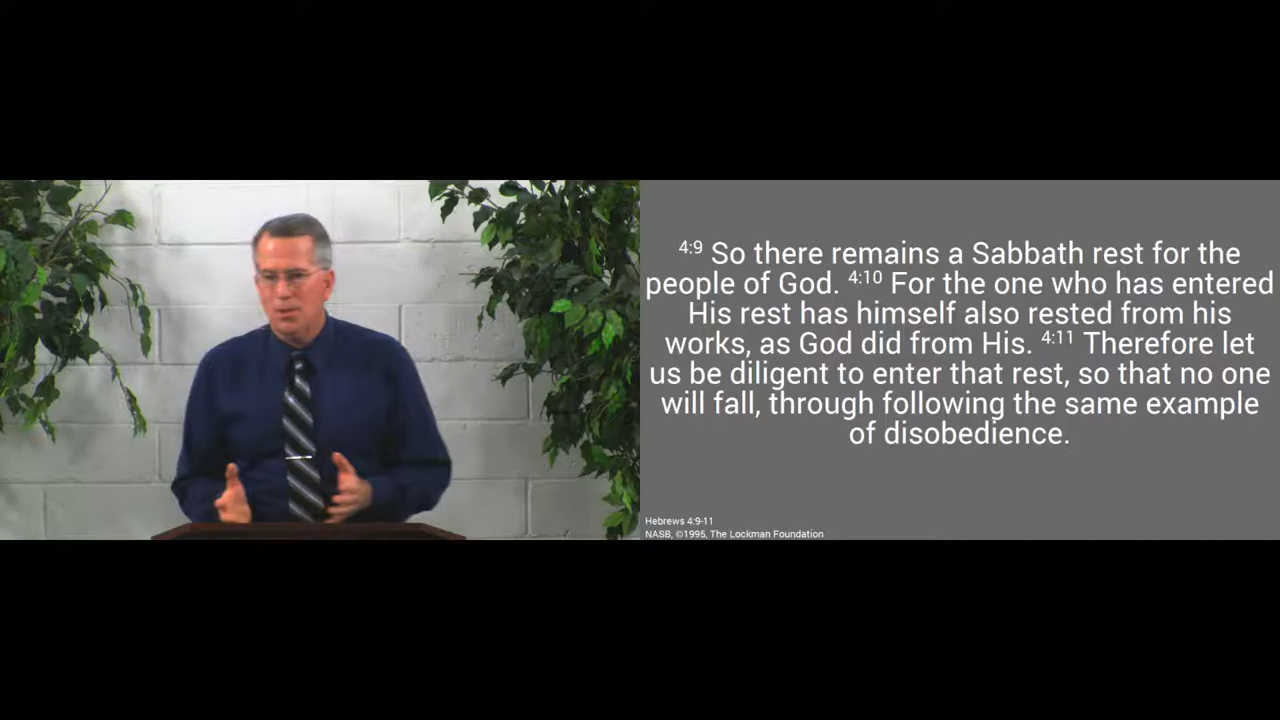 4:9 So there remains a Sabbath rest for the
people of God. 4:10 For the one who has entered
His rest has himself also rested from his
works, as God did from His. 4:11 Therefore let
us be diligent to enter that rest, so that no one
will fall, through following the same example
of disobedience.
Hebrews 4:9-11
NASB, ©1995, The Lockman Foundation